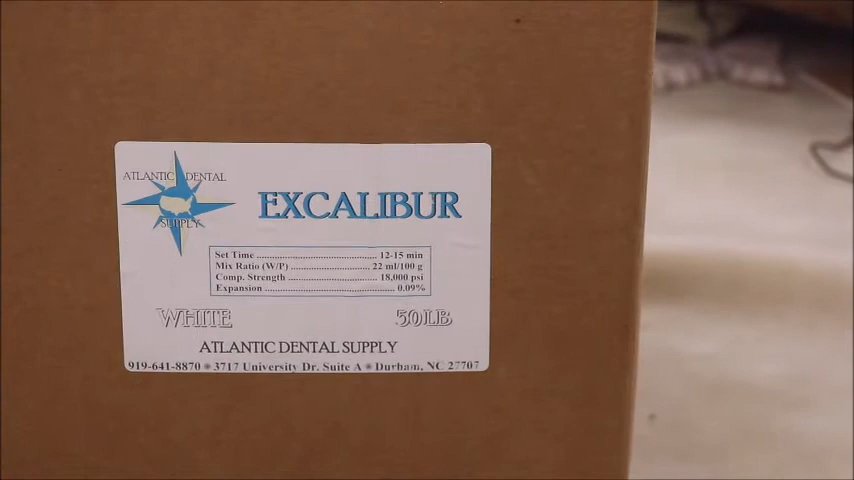 ATLANTIC DENTAL
SUPPLY
EXCALIBUR
Set Time ................................................ 12-15 min
Mix Ratio (W/P) ................................ 22 ml/100 g
Comp. Strength .................................... 18,000 psi
Expansion ..................................................... 0.09%
WHITE 50LB
ATLANTIC DENTAL SUPPLY
919-641-8870 * 3717 University Dr. Suite A * Durham, NC 27707